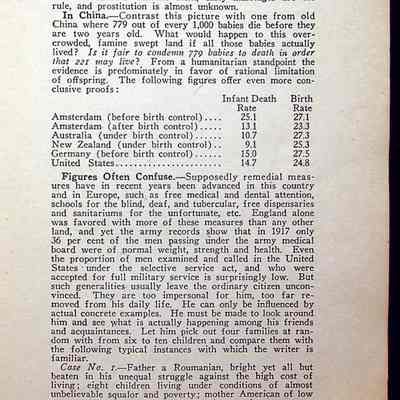 rule, and prostitution is almost unknown.
In China.—Contrast this picture with one from old
China where 779 out of every 1,000 babies die before they
are two years old. What would happen to this over-
crowded, famine swept land if all those babies actually
lived? Is it fair to condemn 779 babies to death in order
that 221 may live? From a humanitarian standpoint the
evidence is predominately in favor of rational limitation
of offspring. The following figures offer even more con-
clusive proofs:
Infant Death Birth
Rate Rate
Amsterdam (before birth control).... 25.1 27.1
Amsterdam (after birth control)..... 13.1 23.3
Australia (under birth control)..... 10.7 27.3
New Zealand (under birth control).. 9.1 25.3
Germany (before birth control)..... 15.0 27.5
United States.................... 14.7 24.8
Figures Often Confuse.—Supposedly remedial meas-
ures have in recent years been advanced in this country
and in Europe, such as free medical and dental attention,
schools for the blind, deaf, and tubercular, free dispensaries
and sanitariums for the unfortunate, etc. England alone
was favored with more of these measures than any other
land, and yet the army records show that in 1917 only
36 per cent of the men passing under the army medical
board were of normal weight, strength and health. Even
the proportion of men examined and called in the United
States under the selective service act, and who were
accepted for full military service is surprisingly low. But
such generalities usually leave the ordinary citizen uncon-
vinced. They are too impersonal for him, too far re-
moved from his daily life. He can only be influenced by
actual concrete examples. He must be made to look around
him and see what is actually happening among his friends
and acquaintances. Let him pick out four families at ran-
dom with from six to ten children and compare them with
the following typical instances with which the writer is
familiar.
Case No. 1.—Father a Roumanian, bright yet all but
beaten in his unequal struggle against the high cost of
living; eight children living under conditions of almost
unbelievable squalor and poverty; mother American of low